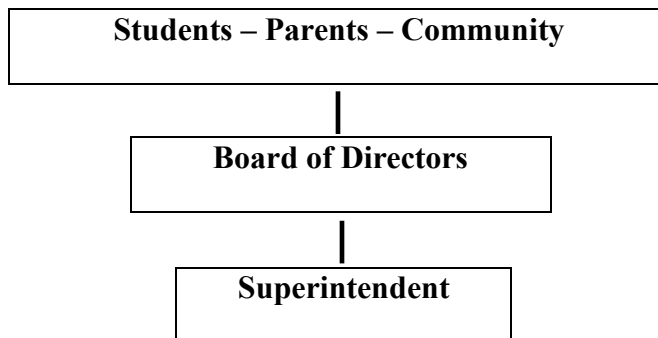 Students – Parents – Community
Board of Directors
Superintendent